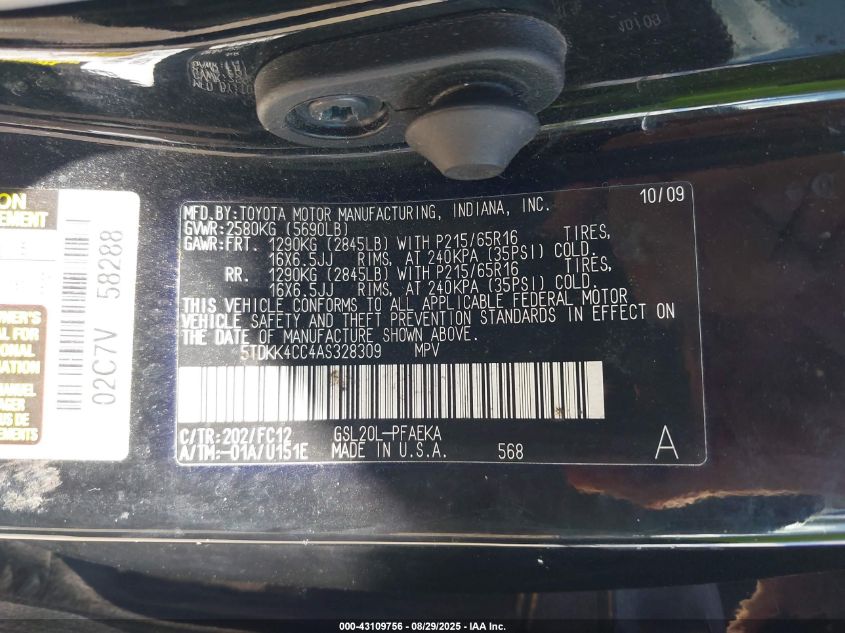 10/09
MFD.BY:TOYOTA MOTOR MANUFACTURING, INDIANA, INC.
GVWR:2580KG (5690LB)
GAWR:FRT. 1290KG (2845LB) WITH P215/65R16 TIRES,
16X6.5JJ RIMS, AT 240KPA (35PSI) COLD.
RR. 1290KG (2845LB) WITH P215/65R16 TIRES,
16X6.5JJ RIMS, AT 240KPA (35PSI) COLD.
THIS VEHICLE CONFORMS TO ALL APPLICABLE FEDERAL MOTOR
VEHICLE SAFETY AND THEFT PREVENTION STANDARDS IN EFFECT ON
THE DATE OF MANUFACTURE SHOWN ABOVE.
5TDKK4CC4AS328309 MPV
C/TR:202/FC12 GSL20L-PFAEKA
A/TM:-01A/U151E MADE IN U.S.A. 568 A
02C7V 58288
000-43109756 - 08/29/2025 - IAA Inc.